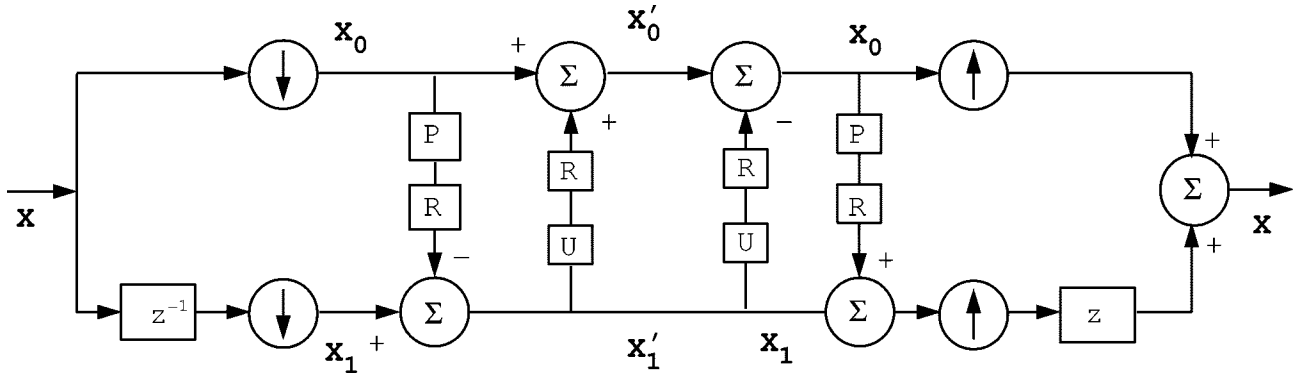 x₀ x₀′ x₀
+ Σ Σ
+ −
P R R P
R U U R
x Σ x
+ +
− +
z⁻¹ Σ Σ z
x₁ + x₁′ x₁